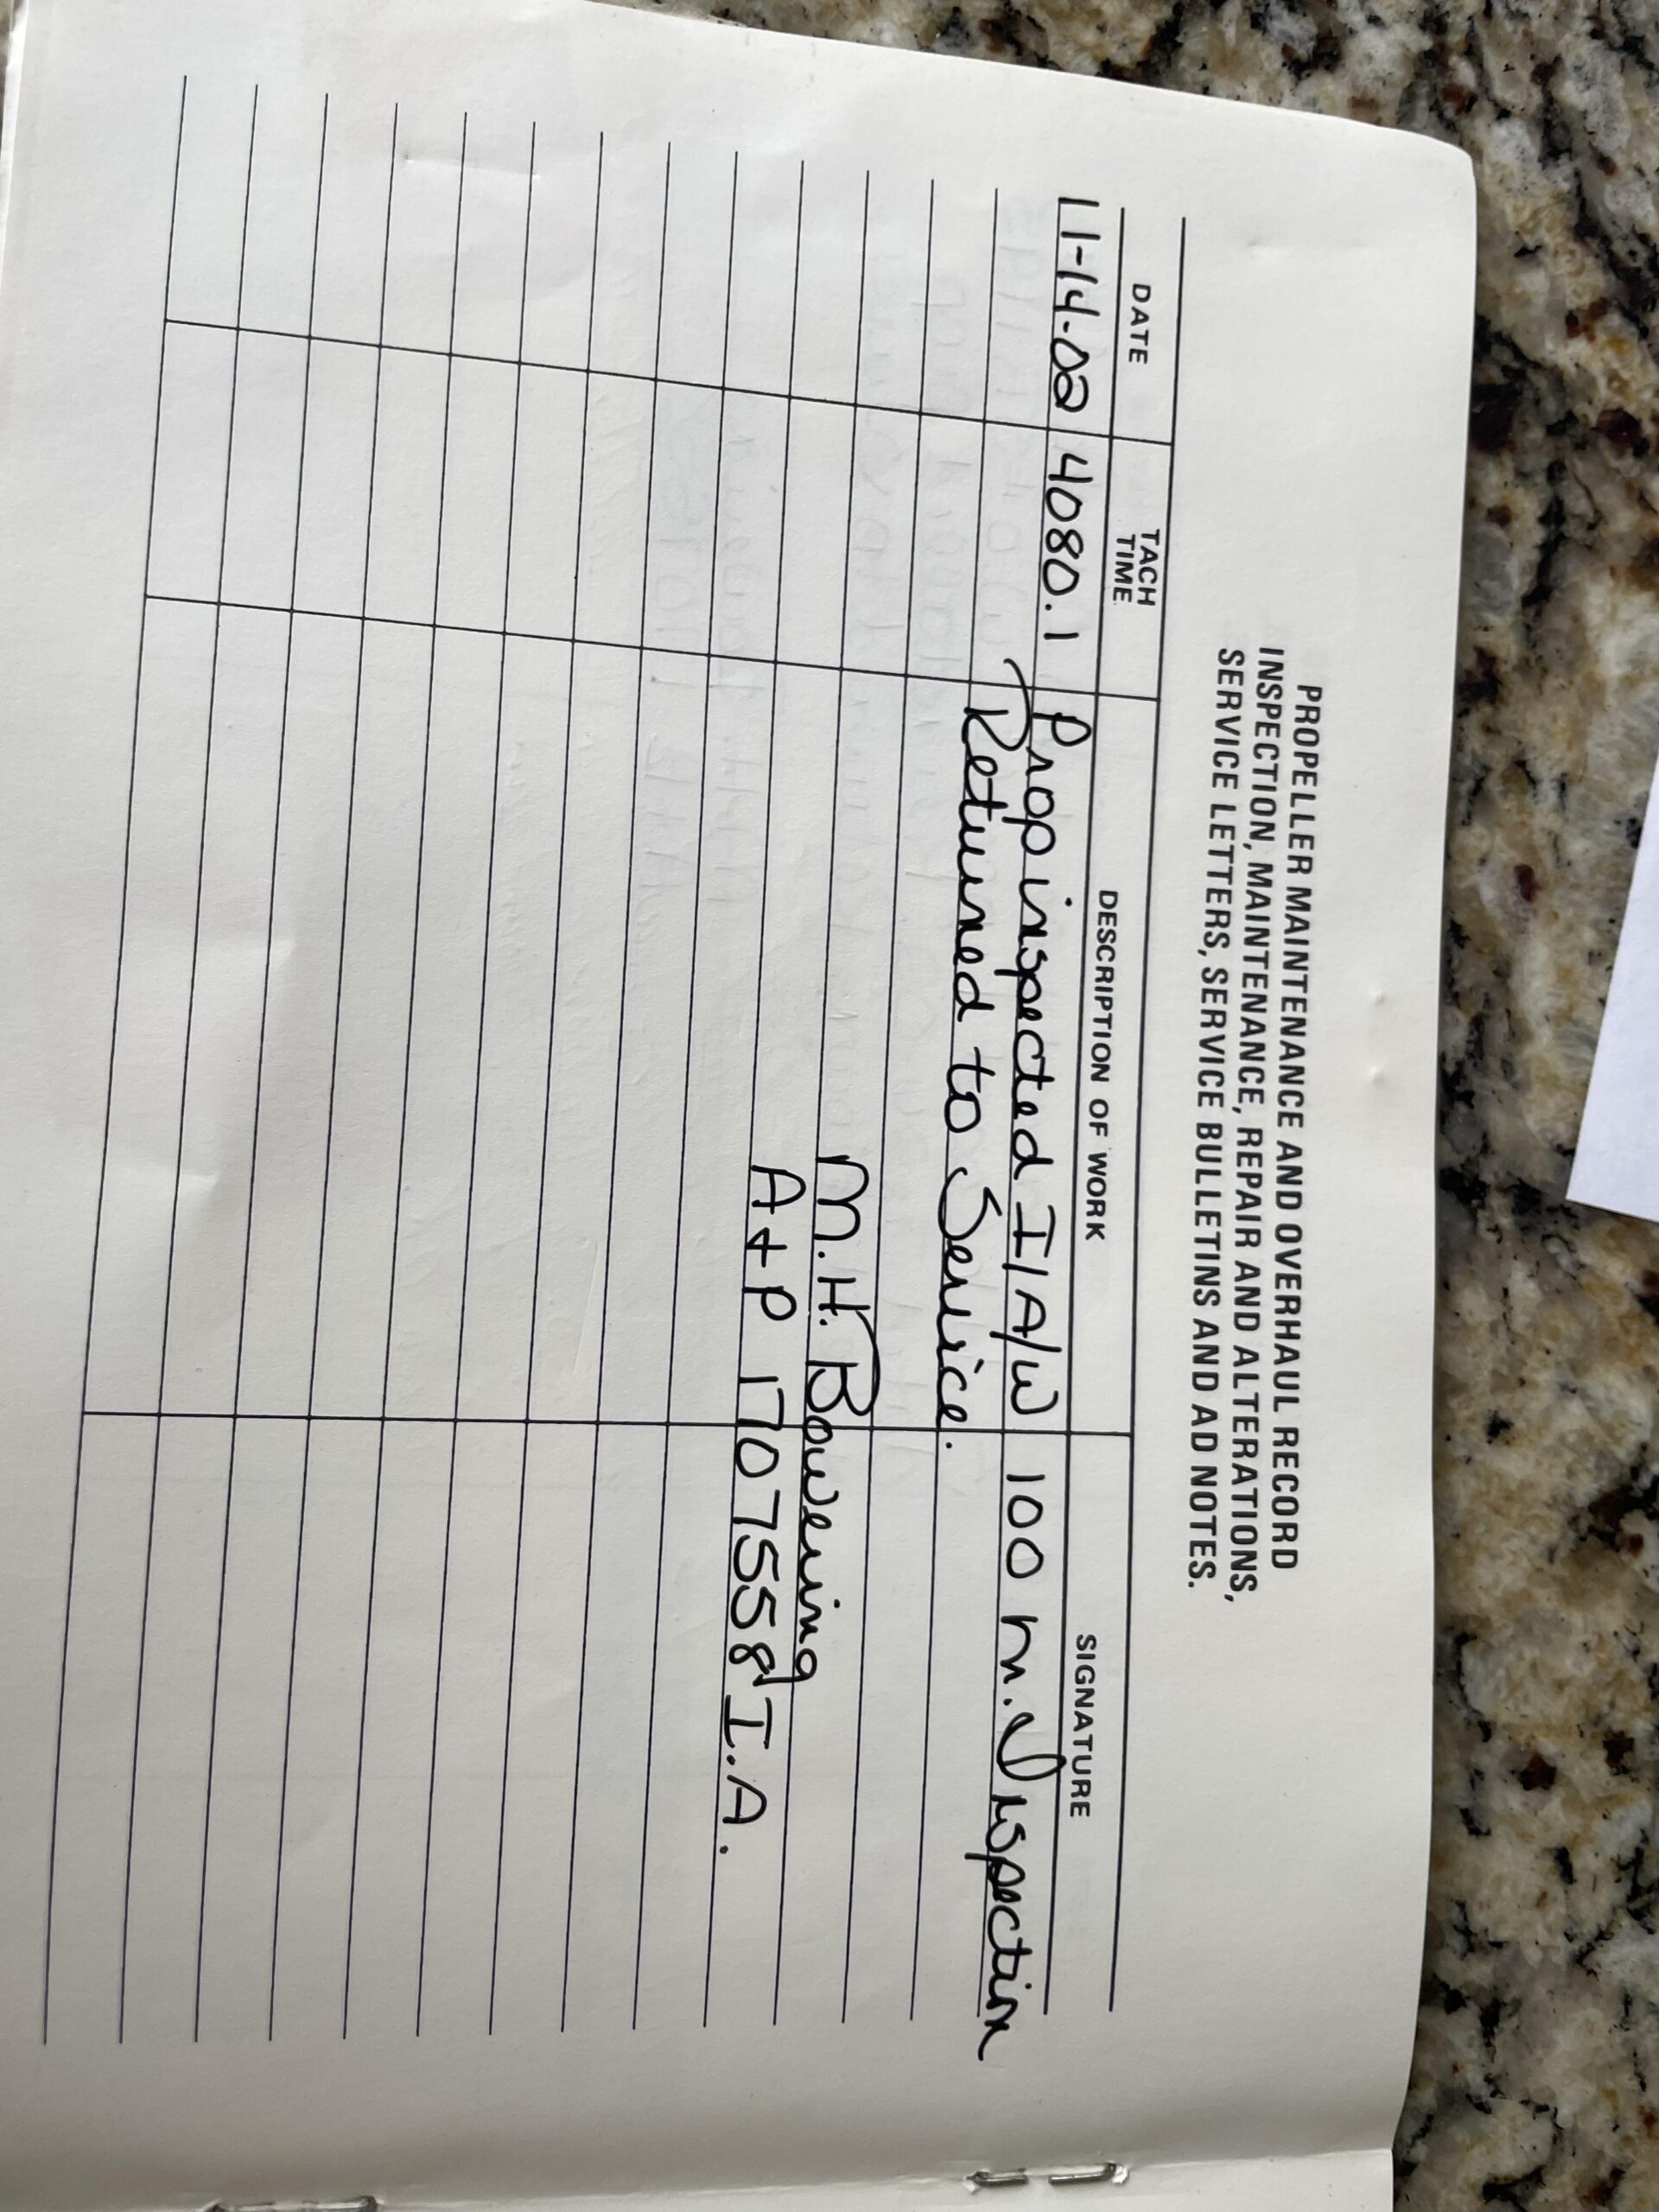 PROPELLER MAINTENANCE AND OVERHAUL RECORD
INSPECTION, MAINTENANCE, REPAIR AND ALTERATIONS,
SERVICE LETTERS, SERVICE BULLETINS AND AD NOTES.
DATE TACH TIME DESCRIPTION OF WORK SIGNATURE
11-14-02 4080.1 Prop inspected I/A/W 100 hr. Inspection
Returned to Service.
M.H. Bowering
A+P 1707558 I.A.